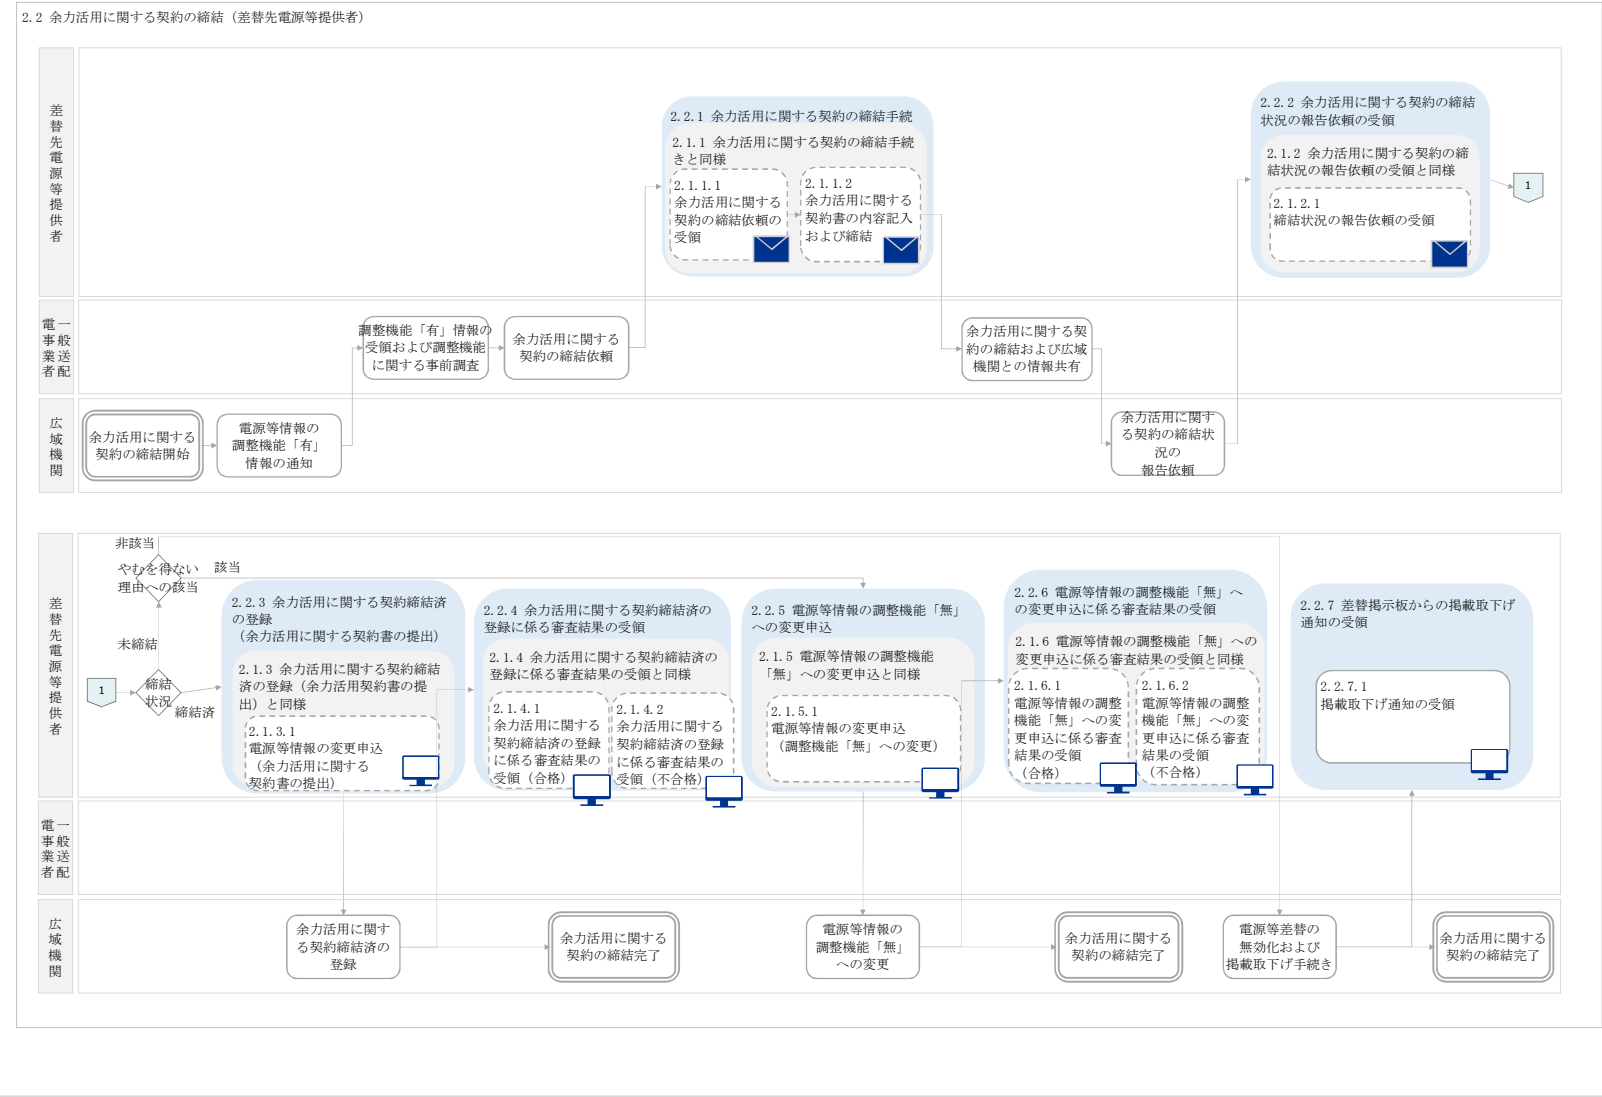 2.2 余力活用に関する契約の締結（差替先電源等提供者）
差替先電源等提供者
2.2.1 余力活用に関する契約の締結手続
2.1.1 余力活用に関する契約の締結手続
きと同様
2.1.1.1
余力活用に関する
契約の締結依頼の
受領
2.1.1.2
余力活用に関する
契約書の内容記入
および締結
2.2.2 余力活用に関する契約の締結
状況の報告依頼の受領
2.1.2 余力活用に関する契約の締
結状況の報告依頼の受領と同様
2.1.2.1
締結状況の報告依頼の受領
1
一般送配
電事業者
調整機能「有」情報の
受領および調整機能
に関する事前調査
余力活用に関する
契約の締結依頼
余力活用に関する契
約の締結および広域
機関との情報共有
広域機関
余力活用に関する
契約の締結開始
電源等情報の
調整機能「有」
情報の通知
余力活用に関す
る契約の締結状
況の
報告依頼
差替先電源等提供者
非該当
やむを得ない
理由への該当
該当
未締結
1
締結
状況
締結済
2.2.3 余力活用に関する契約締結済
の登録
（余力活用に関する契約書の提出）
2.1.3 余力活用に関する契約締結
済の登録（余力活用契約書の提
出）と同様
2.1.3.1
電源等情報の変更申込
（余力活用に関する
契約書の提出）
2.2.4 余力活用に関する契約締結済の
登録に係る審査結果の受領
2.1.4 余力活用に関する契約締結済の
登録に係る審査結果の受領と同様
2.1.4.1
余力活用に関する
契約締結済の登録
に係る審査結果の
受領（合格）
2.1.4.2
余力活用に関する
契約締結済の登録
に係る審査結果の
受領（不合格）
2.2.5 電源等情報の調整機能「無」
への変更申込
2.1.5 電源等情報の調整機能
「無」への変更申込と同様
2.1.5.1
電源等情報の変更申込
（調整機能「無」への変更）
2.2.6 電源等情報の調整機能「無」へ
の変更申込に係る審査結果の受領
2.1.6 電源等情報の調整機能「無」への
変更申込に係る審査結果の受領と同様
2.1.6.1
電源等情報の調整
機能「無」への変
更申込に係る審査
結果の受領
（合格）
2.1.6.2
電源等情報の調整
機能「無」への変
更申込に係る審査
結果の受領
（不合格）
2.2.7 差替掲示板からの掲載取下げ
通知の受領
2.2.7.1
掲載取下げ通知の受領
一般送配
電事業者
広域機関
余力活用に関す
る契約締結済の
登録
余力活用に関する
契約の締結完了
電源等情報の
調整機能「無」
への変更
余力活用に関する
契約の締結完了
電源等差替の
無効化および
掲載取下げ手続き
余力活用に関する
契約の締結完了